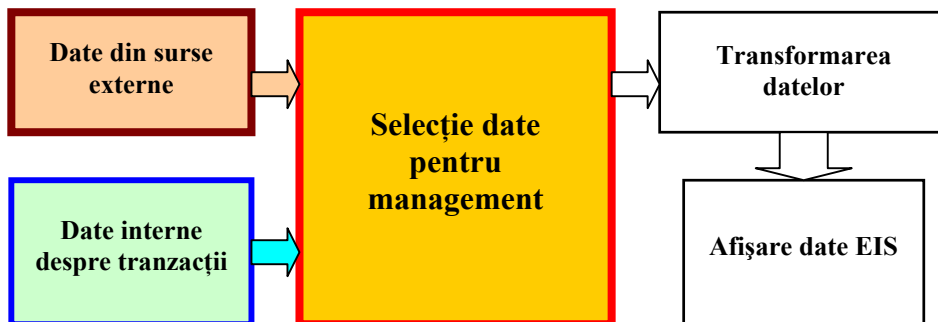 Date din surse
externe
Selecție date
pentru
management
Transformarea
datelor
Date interne
despre tranzacții
Afişare date EIS